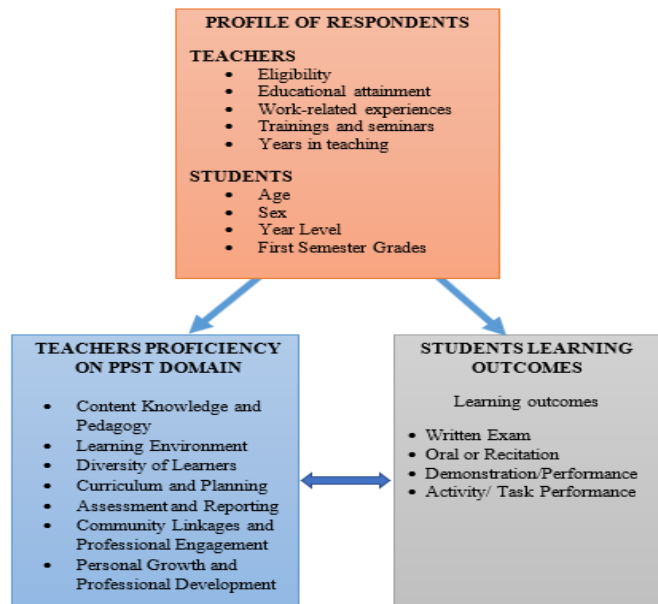 PROFILE OF RESPONDENTS
TEACHERS
• Eligibility
• Educational attainment
• Work-related experiences
• Trainings and seminars
• Years in teaching
STUDENTS
• Age
• Sex
• Year Level
• First Semester Grades
TEACHERS PROFICIENCY
ON PPST DOMAIN
• Content Knowledge and
Pedagogy
• Learning Environment
• Diversity of Learners
• Curriculum and Planning
• Assessment and Reporting
• Community Linkages and
Professional Engagement
• Personal Growth and
Professional Development
STUDENTS LEARNING
OUTCOMES
Learning outcomes
• Written Exam
• Oral or Recitation
• Demonstration/Performance
• Activity/ Task Performance